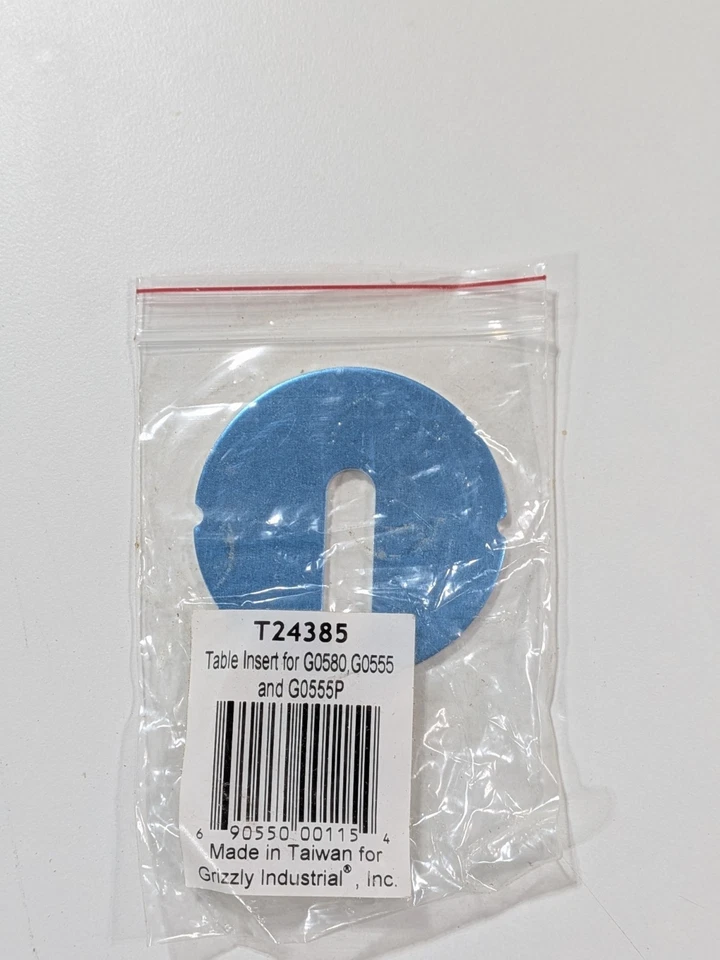 T24385
Table Insert for G0580,G0555
and G0555P
6 90550 00115 4
Made in Taiwan for
Grizzly Industrial®, Inc.